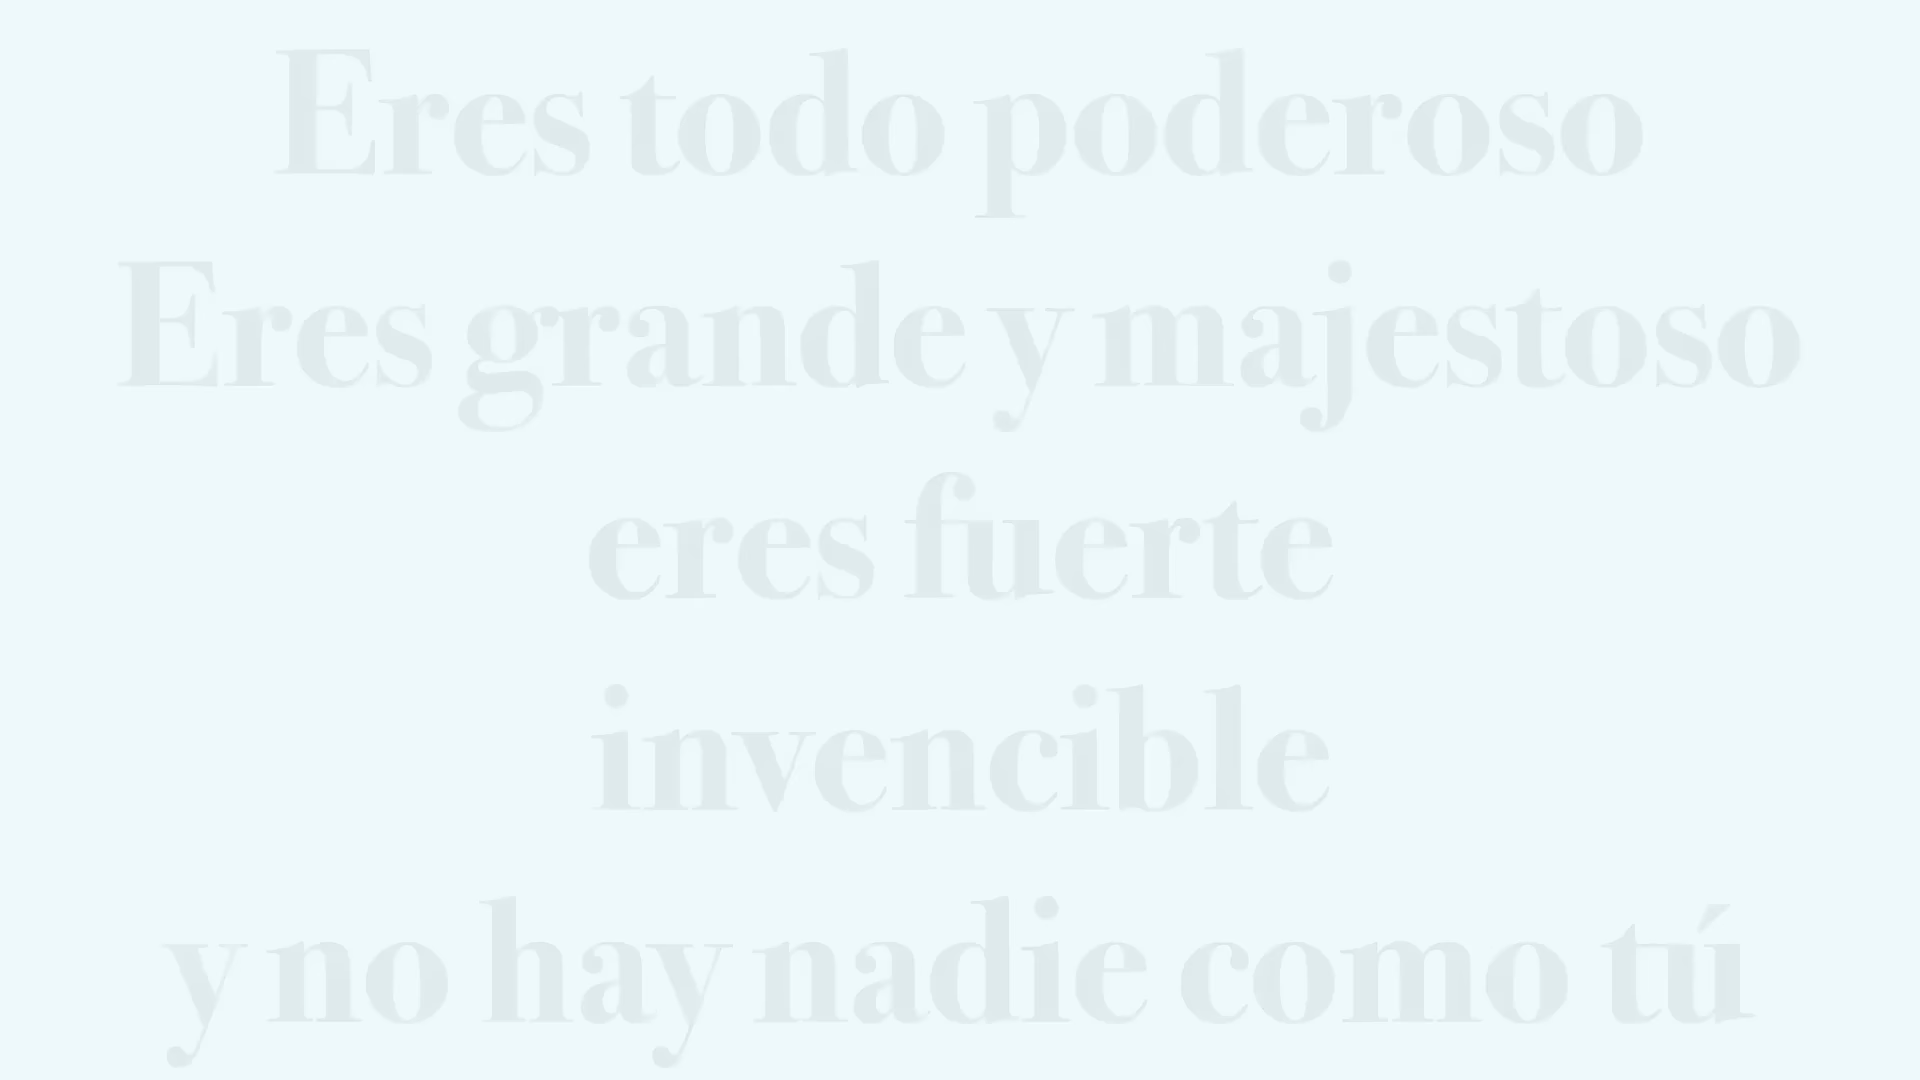 Eres todo poderoso
Eres grande y majestoso
eres fuerte
invencible
y no hay nadie como tú